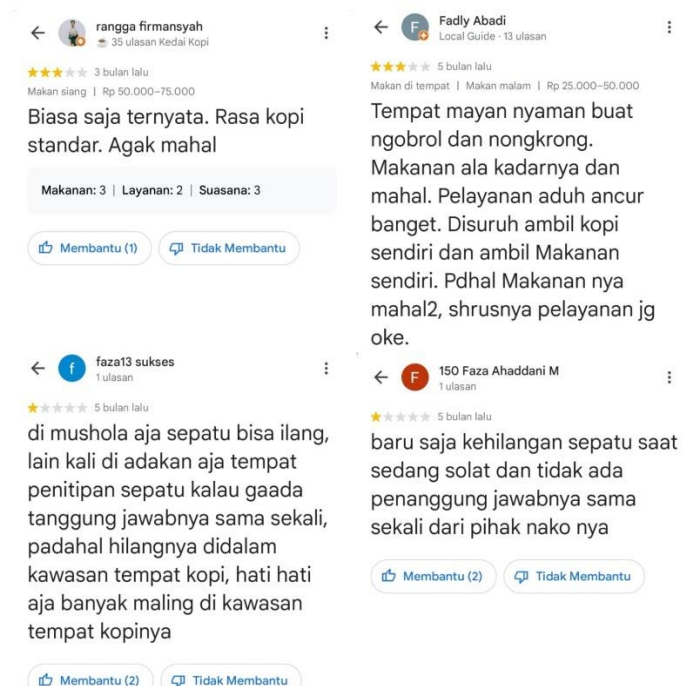 rangga firmansyah
35 ulasan Kedai Kopi
3 bulan lalu
Makan siang | Rp 50.000–75.000
Biasa saja ternyata. Rasa kopi
standar. Agak mahal
Makanan: 3 | Layanan: 2 | Suasana: 3
Membantu (1)
Tidak Membantu
F
Fadly Abadi
Local Guide · 13 ulasan
5 bulan lalu
Makan di tempat | Makan malam | Rp 25.000–50.000
Tempat mayan nyaman buat
ngobrol dan nongkrong.
Makanan ala kadarnya dan
mahal. Pelayanan aduh ancur
banget. Disuruh ambil kopi
sendiri dan ambil Makanan
sendiri. Pdhal Makanan nya
mahal2, shrusnya pelayanan jg
oke.
f
faza13 sukses
1 ulasan
5 bulan lalu
di mushola aja sepatu bisa ilang,
lain kali di adakan aja tempat
penitipan sepatu kalau gaada
tanggung jawabnya sama sekali,
padahal hilangnya didalam
kawasan tempat kopi, hati hati
aja banyak maling di kawasan
tempat kopinya
Membantu (2)
Tidak Membantu
F
150 Faza Ahaddani M
1 ulasan
5 bulan lalu
baru saja kehilangan sepatu saat
sedang solat dan tidak ada
penanggung jawabnya sama
sekali dari pihak nako nya
Membantu (2)
Tidak Membantu